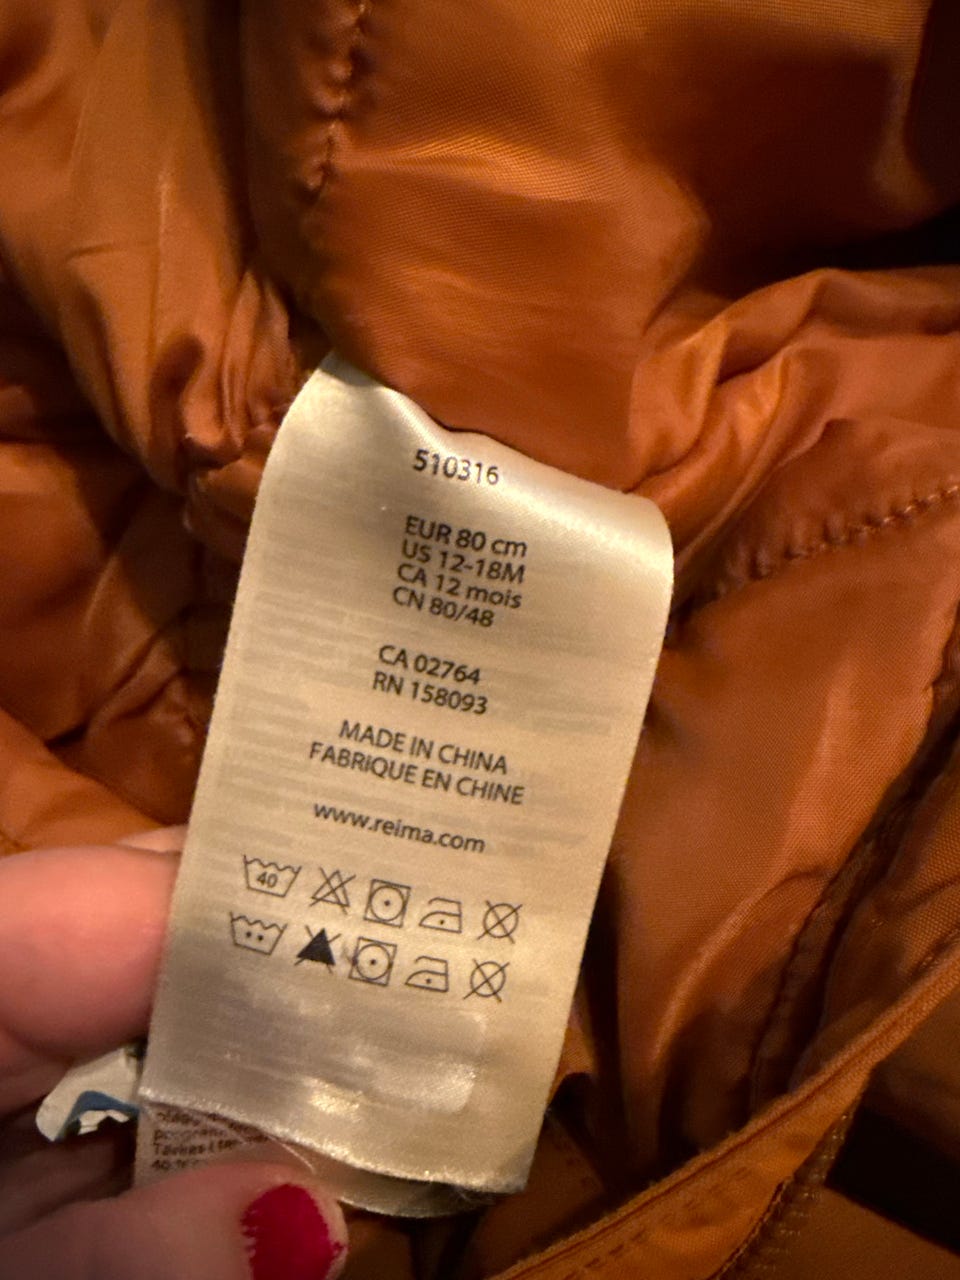 510316
EUR 80 cm
US 12-18M
CA 12 mois
CN 80/48
CA 02764
RN 158093
MADE IN CHINA
FABRIQUE EN CHINE
www.reima.com
40